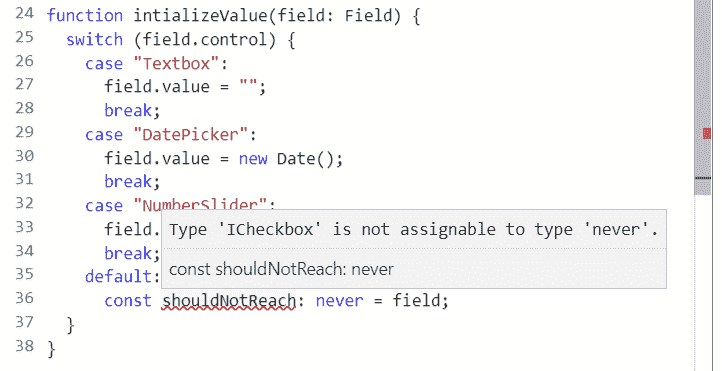 24 function intializeValue(field: Field) {
25 switch (field.control) {
26 case "Textbox":
27 field.value = "";
28 break;
29 case "DatePicker":
30 field.value = new Date();
31 break;
32 case "NumberSlider":
33 field.
Type 'ICheckbox' is not assignable to type 'never'.
34 break;
35 default:
const shouldNotReach: never
36 const shouldNotReach: never = field;
37 }
38 }